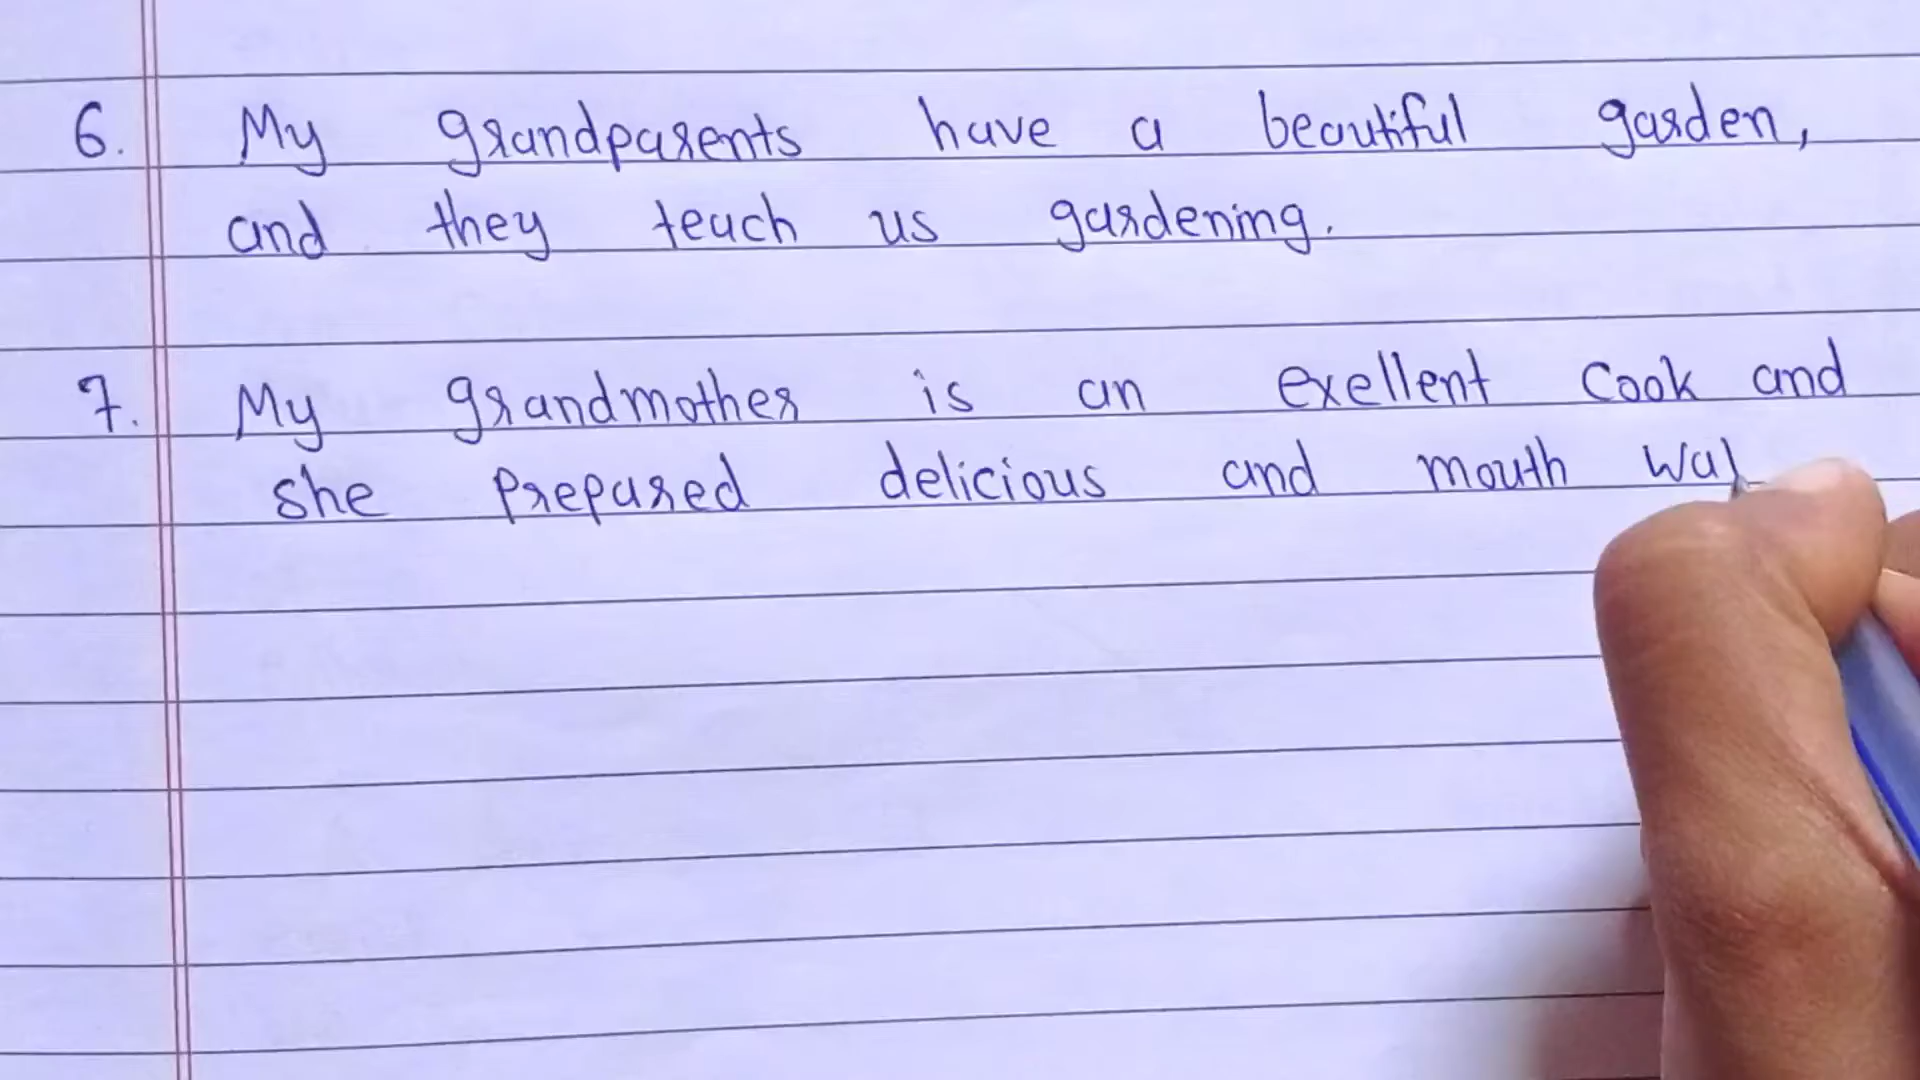 6. My grandparents have a beautiful garden,
and they teach us gardening.
7. My grandmother is an exellent Cook and
she prepared delicious and mouth